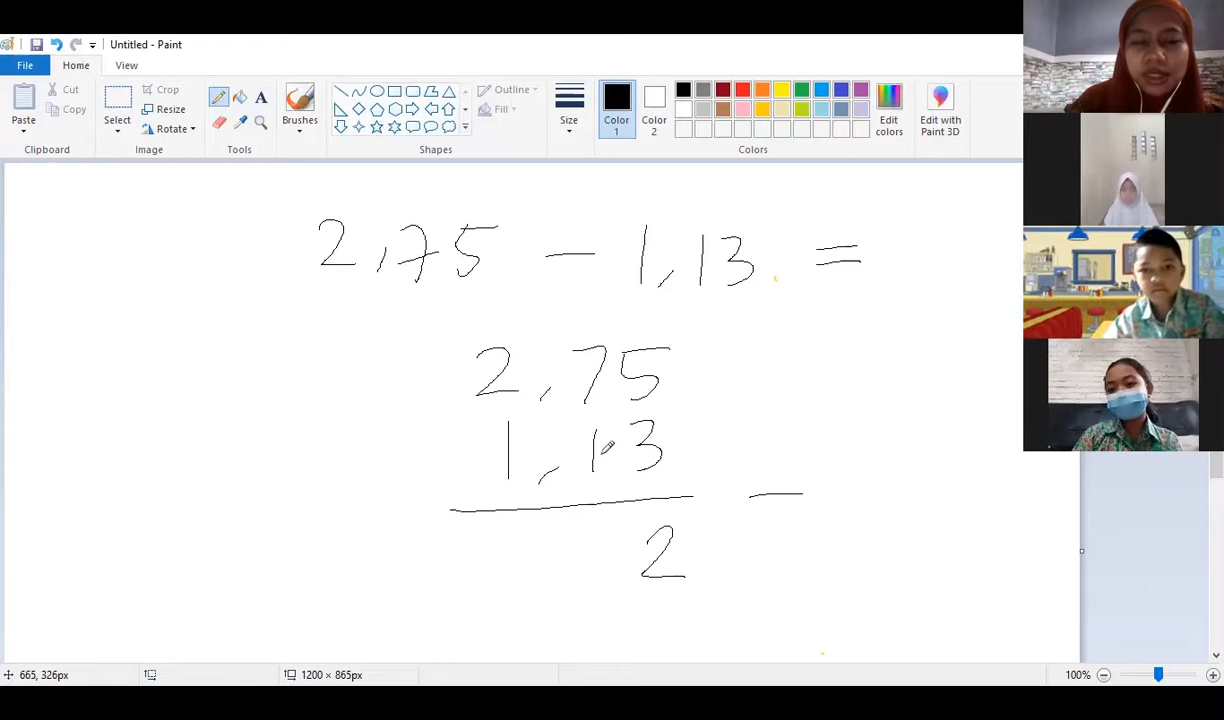 Untitled - Paint
File Home View
Paste
Cut
Copy
Clipboard
Select
Crop
Resize
Rotate
Image
Tools
Brushes
Shapes
Outline
Fill
Size
Color 1
Color 2
Colors
Edit colors
Edit with Paint 3D
2,75 - 1,13 =
2,75
1,13
-
2
665, 326px
1200 × 865px
100%